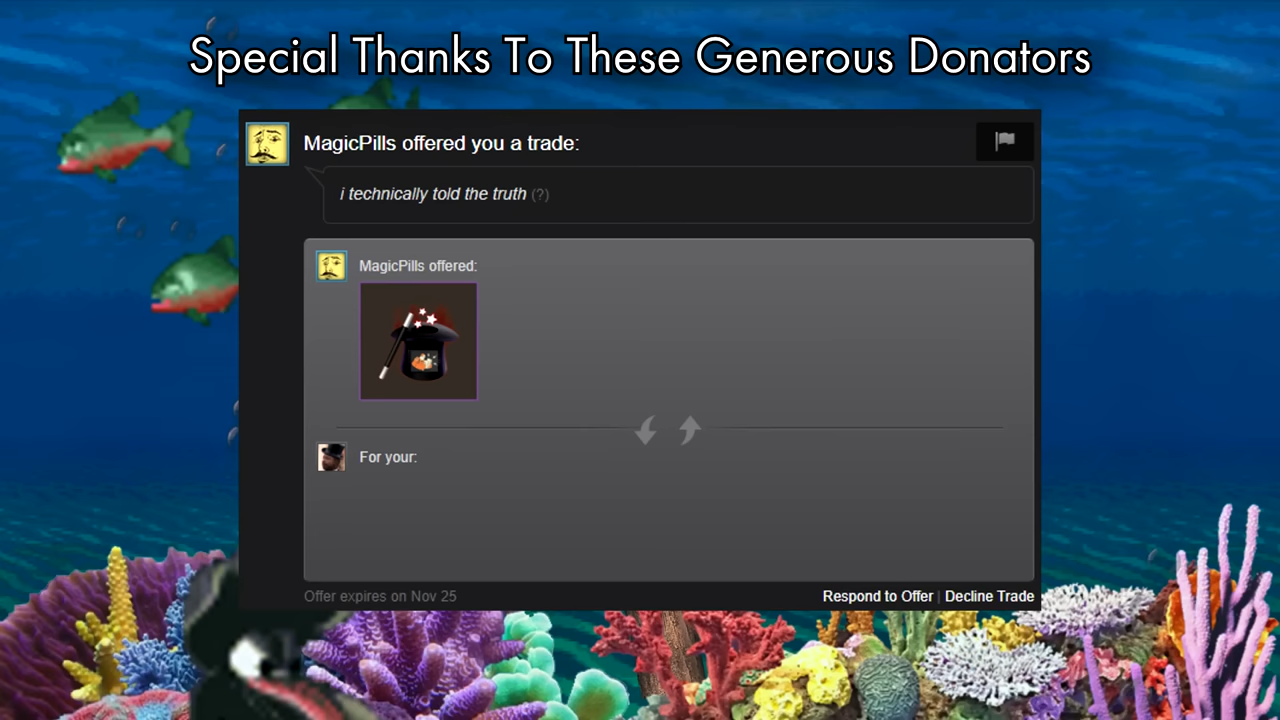 Special Thanks To These Generous Donators
MagicPills offered you a trade:
i technically told the truth (?)
MagicPills offered:
For your:
Offer expires on Nov 25
Respond to Offer | Decline Trade